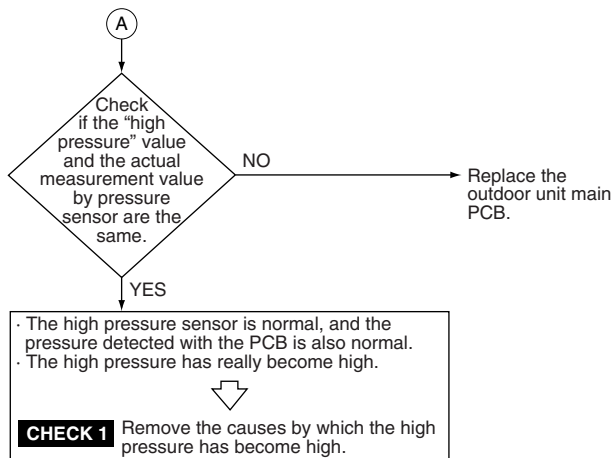 A
Check
if the “high
pressure” value
and the actual
measurement value
by pressure
sensor are the
same.
NO
Replace the
outdoor unit main
PCB.
YES
· The high pressure sensor is normal, and the
pressure detected with the PCB is also normal.
· The high pressure has really become high.
CHECK 1 Remove the causes by which the high
pressure has become high.